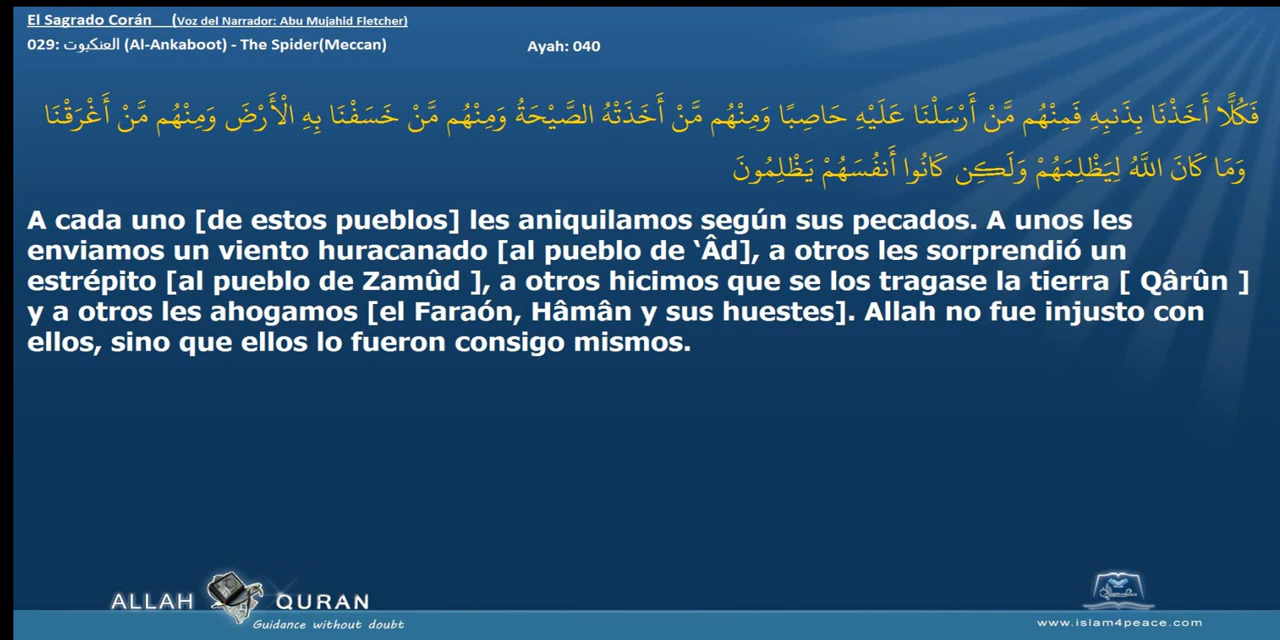 El Sagrado Corán (Voz del Narrador: Abu Mujahid Fletcher)
029: العنكبوت (Al-Ankaboot) - The Spider(Meccan) Ayah: 040
فَكُلًّا أَخَذْنَا بِذَنبِهِ فَمِنْهُم مَّنْ أَرْسَلْنَا عَلَيْهِ حَاصِبًا وَمِنْهُم مَّنْ أَخَذَتْهُ الصَّيْحَةُ وَمِنْهُم مَّنْ خَسَفْنَا بِهِ الْأَرْضَ وَمِنْهُم مَّنْ أَغْرَقْنَا
وَمَا كَانَ اللَّهُ لِيَظْلِمَهُمْ وَلَكِن كَانُوا أَنفُسَهُمْ يَظْلِمُونَ
A cada uno [de estos pueblos] les aniquilamos según sus pecados. A unos les
enviamos un viento huracanado [al pueblo de ‘Âd], a otros les sorprendió un
estrépito [al pueblo de Zamûd ], a otros hicimos que se los tragase la tierra [ Qârûn ]
y a otros les ahogamos [el Faraón, Hâmân y sus huestes]. Allah no fue injusto con
ellos, sino que ellos lo fueron consigo mismos.
ALLAH QURAN
Guidance without doubt
www.islam4peace.com